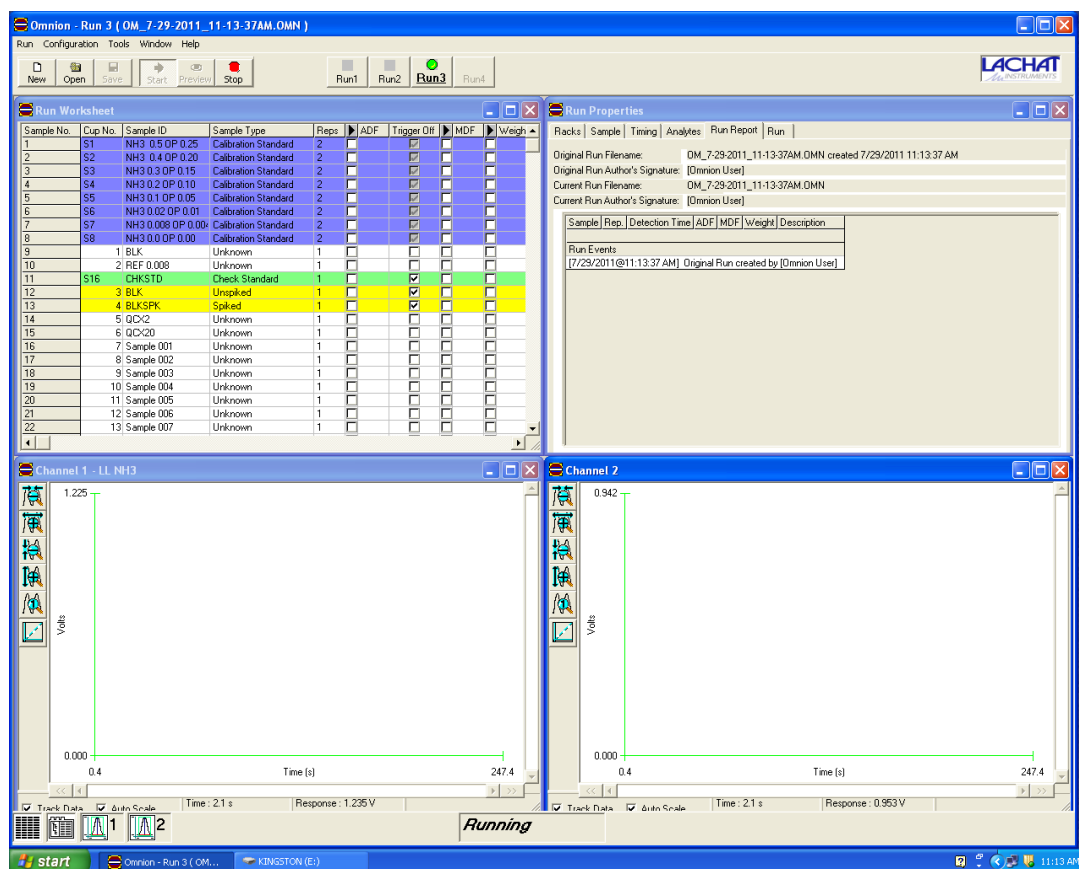 Omnion - Run 3 ( OM_7-29-2011_11-13-37AM.OMN )
Run Configuration Tools Window Help
New Open Save Start Preview Stop Run1 Run2 Run3 Run4
LACHAT
INSTRUMENTS
Run Worksheet
Sample No. Cup No. Sample ID Sample Type Reps ADF Trigger Off MDF Weigh
1 S1 NH3 0.5 OP 0.25 Calibration Standard 2
2 S2 NH3 0.4 OP 0.20 Calibration Standard 2
3 S3 NH3 0.3 OP 0.15 Calibration Standard 2
4 S4 NH3 0.2 OP 0.10 Calibration Standard 2
5 S5 NH3 0.1 OP 0.05 Calibration Standard 2
6 S6 NH3 0.02 OP 0.01 Calibration Standard 2
7 S7 NH3 0.008 OP 0.004 Calibration Standard 2
8 S8 NH3 0.0 OP 0.00 Calibration Standard 2
9 1 BLK Unknown 1
10 2 REF 0.008 Unknown 1
11 S16 CHKSTD Check Standard 1
12 3 BLK Unspiked 1
13 4 BLKSPK Spiked 1
14 5 QCX2 Unknown 1
15 6 QCX20 Unknown 1
16 7 Sample 001 Unknown 1
17 8 Sample 002 Unknown 1
18 9 Sample 003 Unknown 1
19 10 Sample 004 Unknown 1
20 11 Sample 005 Unknown 1
21 12 Sample 006 Unknown 1
22 13 Sample 007 Unknown 1
Run Properties
Racks Sample Timing Analytes Run Report Run
Original Run Filename: OM_7-29-2011_11-13-37AM.OMN created 7/29/2011 11:13:37 AM
Original Run Author's Signature: [Omnion User]
Current Run Filename: OM_7-29-2011_11-13-37AM.OMN
Current Run Author's Signature: [Omnion User]
Sample Rep. Detection Time ADF MDF Weight Description
Run Events
[7/29/2011@11:13:37 AM] Original Run created by [Omnion User]
Channel 1 - LL NH3
1.225
Volts
0.000
0.4 Time (s) 247.4
Track Data Auto Scale Time : 2.1 s Response : 1.235 V
Channel 2
0.942
Volts
0.000
0.4 Time (s) 247.4
Track Data Auto Scale Time : 2.1 s Response : 0.953 V
1 2 Running
start Omnion - Run 3 ( OM... KINGSTON (E:) 11:13 AM